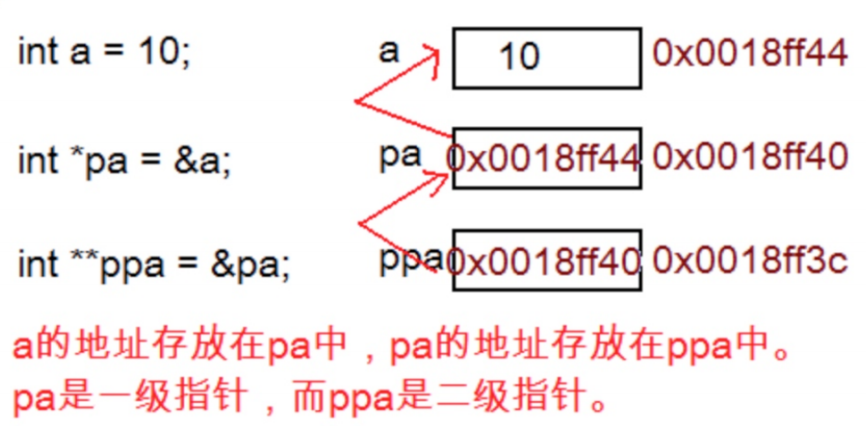 int a = 10; a 10 0x0018ff44
int *pa = &a; pa 0x0018ff44 0x0018ff40
int **ppa = &pa; ppa 0x0018ff40 0x0018ff3c
a的地址存放在pa中，pa的地址存放在ppa中。
pa是一级指针，而ppa是二级指针。